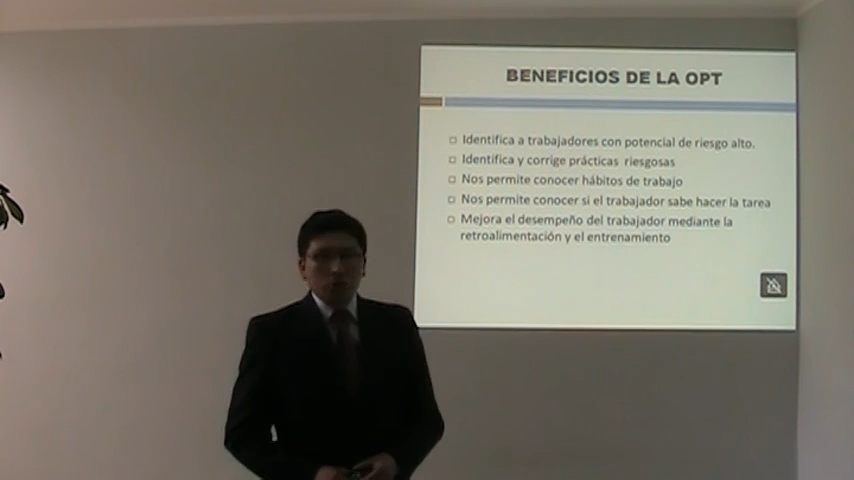 BENEFICIOS DE LA OPT
Identifica a trabajadores con potencial de riesgo alto.
Identifica y corrige prácticas riesgosas
Nos permite conocer hábitos de trabajo
Nos permite conocer si el trabajador sabe hacer la tarea
Mejora el desempeño del trabajador mediante la
retroalimentación y el entrenamiento